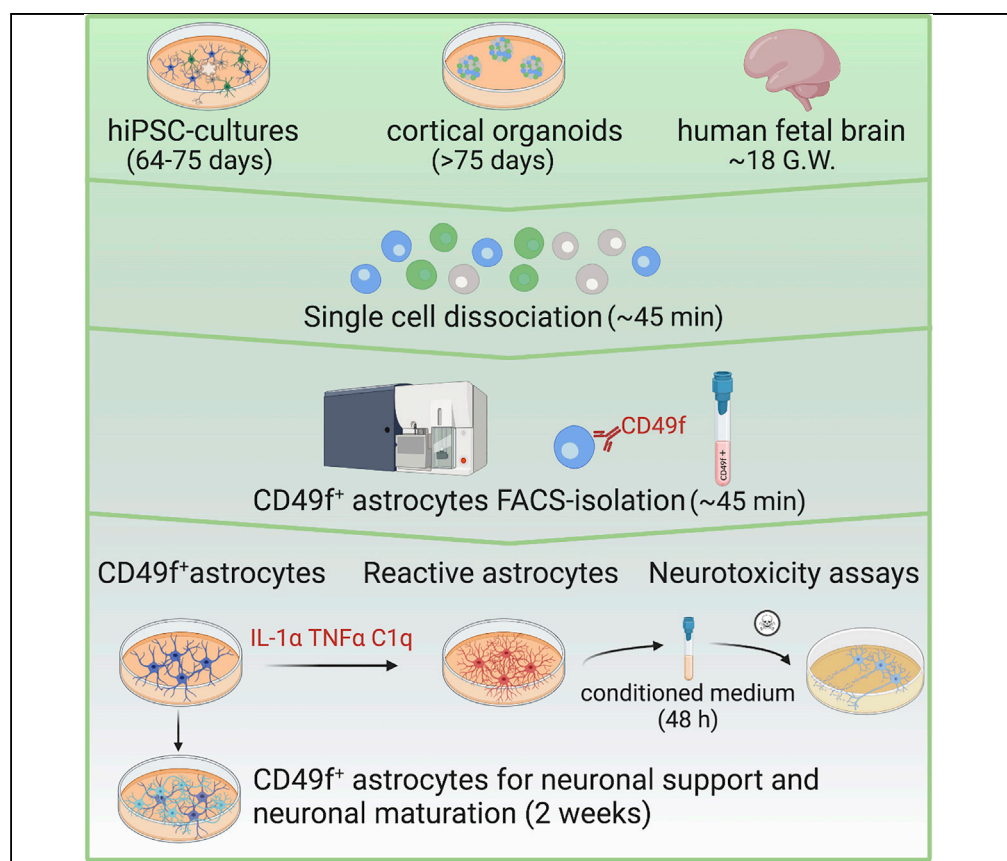 hiPSC-cultures
(64-75 days)
cortical organoids
(>75 days)
human fetal brain
~18 G.W.
Single cell dissociation (~45 min)
CD49f
CD49f+
CD49f⁺ astrocytes FACS-isolation (~45 min)
CD49f⁺astrocytes
Reactive astrocytes
Neurotoxicity assays
IL-1α TNFα C1q
conditioned medium
(48 h)
CD49f⁺ astrocytes for neuronal support and
neuronal maturation (2 weeks)